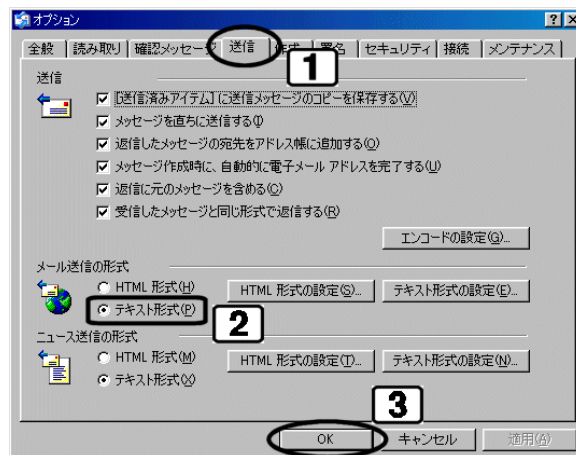 オプション
全般 読み取り 確認メッセージ 送信 作成 署名 セキュリティ 接続 メンテナンス
1
送信
[送信済みアイテム] に送信メッセージのコピーを保存する(V)
メッセージを直ちに送信する(I)
返信したメッセージの宛先をアドレス帳に追加する(O)
メッセージ作成時に、自動的に電子メール アドレスを完了する(U)
返信に元のメッセージを含める(C)
受信したメッセージと同じ形式で返信する(R)
エンコードの設定(G)...
メール送信の形式
HTML 形式(H) HTML 形式の設定(S)... テキスト形式の設定(E)...
テキスト形式(P) 2
ニュース送信の形式
HTML 形式(M) HTML 形式の設定(T)... テキスト形式の設定(N)...
テキスト形式(X)
3
OK キャンセル 適用(A)